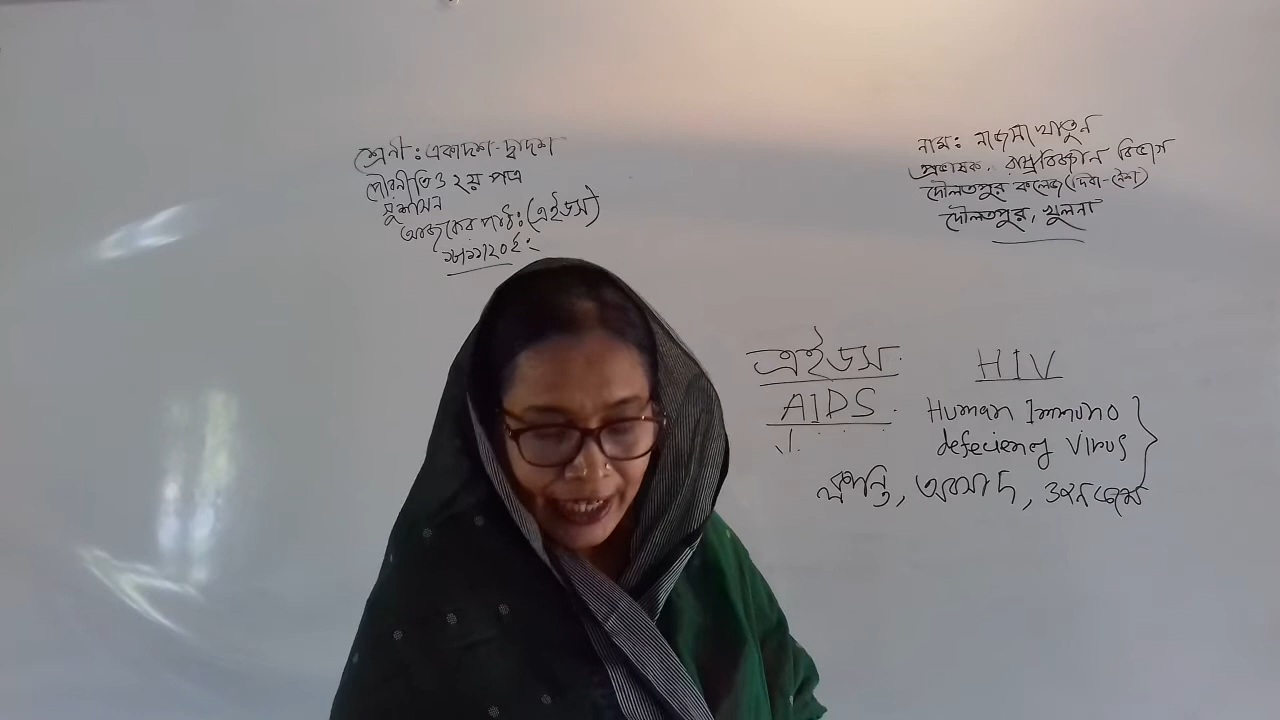 শ্রেনী : একাদশ-দ্বাদশ
পৌরনীতি ও ২য় পত্র
সুশাসন
আজকের পাঠ : (এইডস)
নাম: নাজমা খাতুন
প্রভাষক, রাষ্ট্রবিজ্ঞান বিভাগ
দৌলতপুর কলেজ (দিবা-নৈশ)
দৌলতপুর, খুলনা
এইডস
AIDS
HIV
Human Immuno
defeciency Virus
ক্লান্তি, অবসাদ,